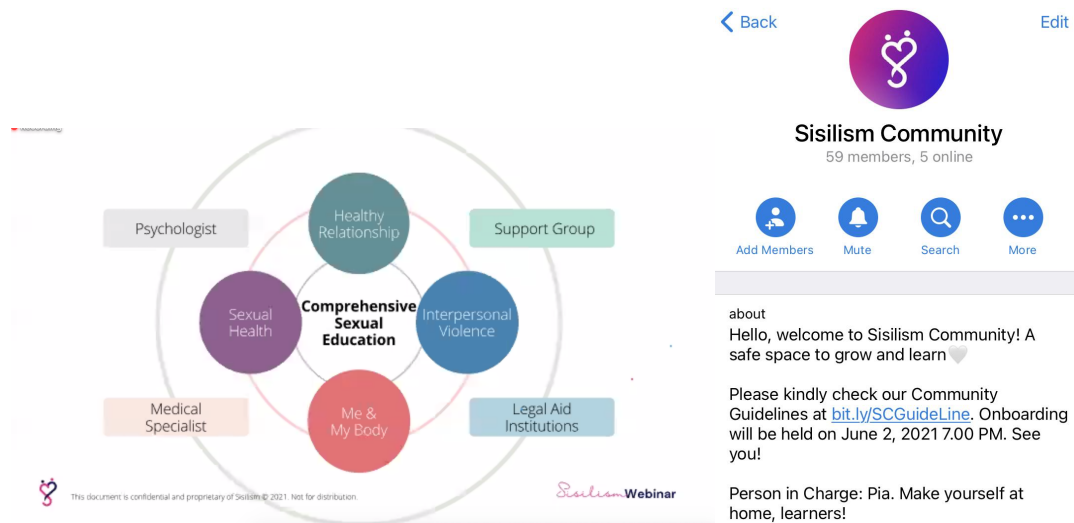 Healthy
Relationship
Psychologist
Support Group
Sexual
Health
Comprehensive
Sexual
Education
Interpersonal
Violence
Medical
Specialist
Me &
My Body
Legal Aid
Institutions
This document is confidential and proprietary of Sisilism © 2021. Not for distribution.
Sisilism Webinar
Back
Edit
Sisilism Community
59 members, 5 online
Add Members
Mute
Search
More
about
Hello, welcome to Sisilism Community! A
safe space to grow and learn🤍
Please kindly check our Community
Guidelines at bit.ly/SCGuideLine. Onboarding
will be held on June 2, 2021 7.00 PM. See
you!
Person in Charge: Pia. Make yourself at
home, learners!